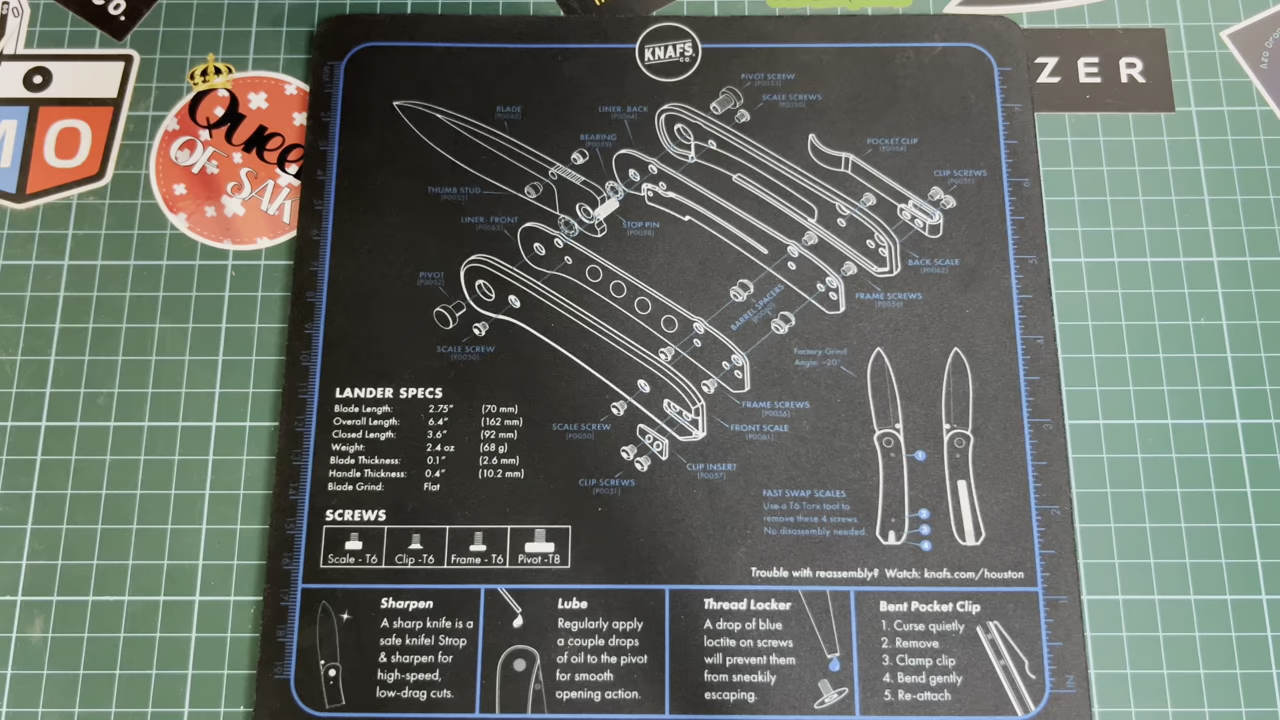 CO.
KNAFS
CO.
ZER
MO
Queen
OF SAK
PIVOT SCREW
SCALE SCREWS
BLADE
LINER- BACK
BEARING
POCKET CLIP
CLIP SCREWS
THUMB STUD
LINER- FRONT
STOP PIN
PIVOT
BACK SCALE
FRAME SCREWS
BARREL SPACERS
SCALE SCREW
Factory Grind
Angle: ~20°
FRAME SCREWS
FRONT SCALE
SCALE SCREW
CLIP INSERT
CLIP SCREWS
LANDER SPECS
Blade Length: 2.75" (70 mm)
Overall Length: 6.4" (162 mm)
Closed Length: 3.6" (92 mm)
Weight: 2.4 oz (68 g)
Blade Thickness: 0.1" (2.6 mm)
Handle Thickness: 0.4" (10.2 mm)
Blade Grind: Flat
FAST SWAP SCALES
Use a T6 Torx tool to
remove these 4 screws.
No disassembly needed.
1
2
3
4
SCREWS
Scale - T6
Clip -T6
Frame - T6
Pivot -T8
Trouble with reassembly? Watch: knafs.com/houston
Sharpen
A sharp knife is a
safe knife! Strop
& sharpen for
high-speed,
low-drag cuts.
Lube
Regularly apply
a couple drops
of oil to the pivot
for smooth
opening action.
Thread Locker
A drop of blue
loctite on screws
will prevent them
from sneakily
escaping.
Bent Pocket Clip
1. Curse quietly
2. Remove
3. Clamp clip
4. Bend gently
5. Re-attach